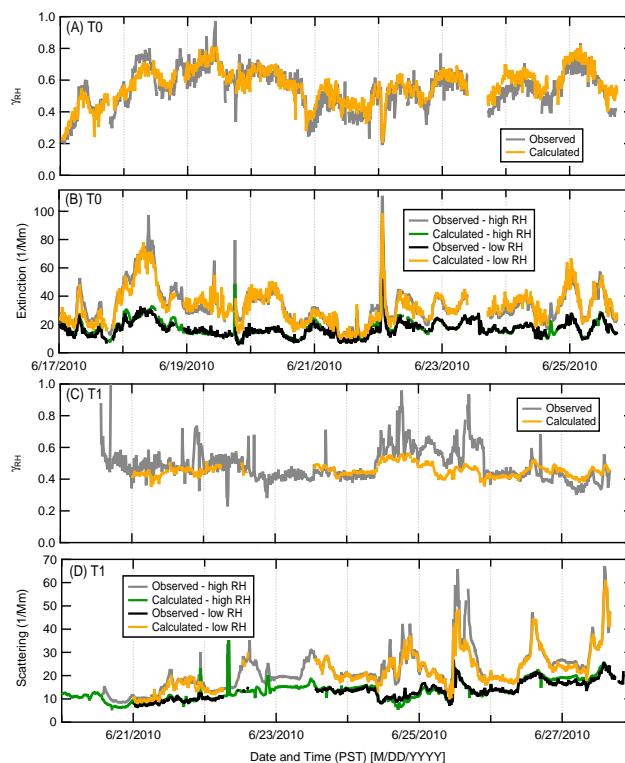 (A) T0
1.0
0.8
0.6
0.4
0.2
0.0
γRH
Observed
Calculated
(B) T0
100
80
60
40
20
0
Extinction (1/Mm)
Observed - high RH
Calculated - high RH
Observed - low RH
Calculated - low RH
6/17/2010
6/19/2010
6/21/2010
6/23/2010
6/25/2010
(C) T1
1.0
0.8
0.6
0.4
0.2
0.0
γRH
Observed
Calculated
(D) T1
70
60
50
40
30
20
10
0
Scattering (1/Mm)
Observed - high RH
Calculated - high RH
Observed - low RH
Calculated - low RH
6/21/2010
6/23/2010
6/25/2010
6/27/2010
Date and Time (PST) [M/DD/YYYY]